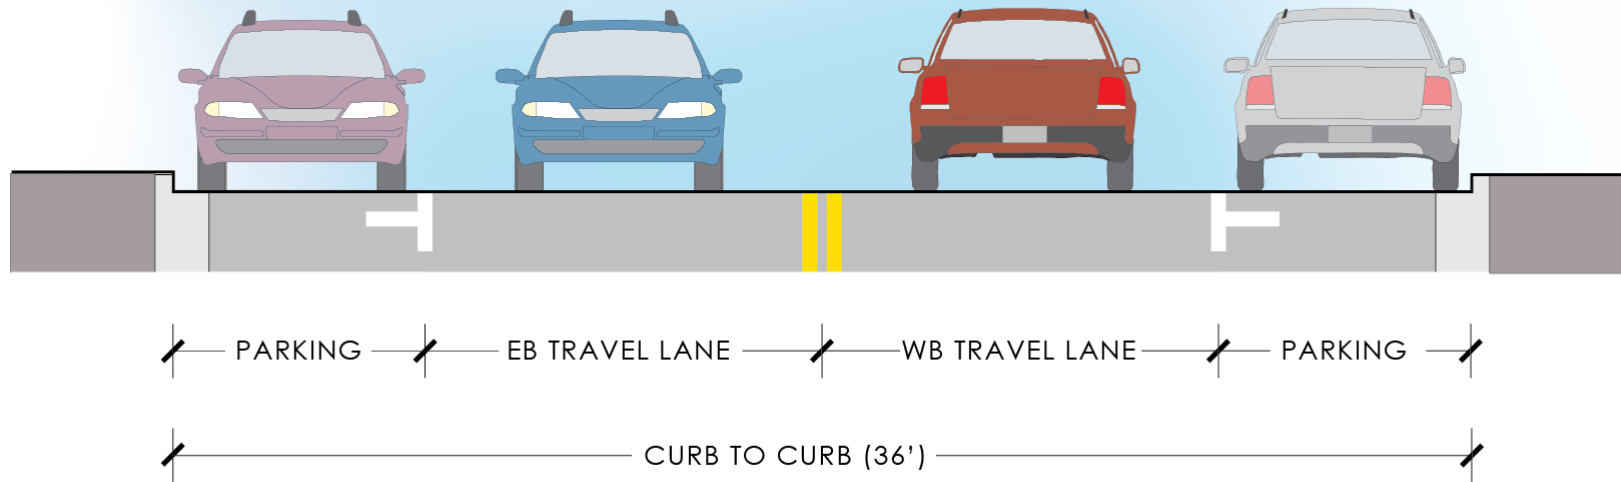 PARKING EB TRAVEL LANE WB TRAVEL LANE PARKING
CURB TO CURB (36’)